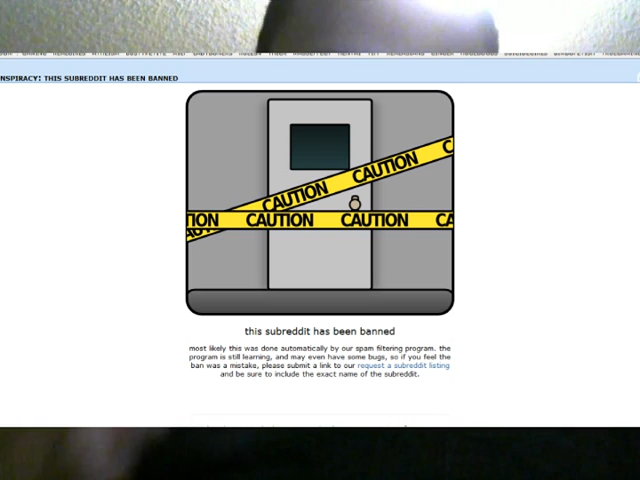 NSPIRACY: THIS SUBREDDIT HAS BEEN BANNED
CAUTION CAUTION C
TION CAUTION CAUTION CA
this subreddit has been banned
most likely this was done automatically by our spam filtering program. the
program is still learning, and may even have some bugs, so if you feel the
ban was a mistake, please submit a link to our request a subreddit listing
and be sure to include the exact name of the subreddit.